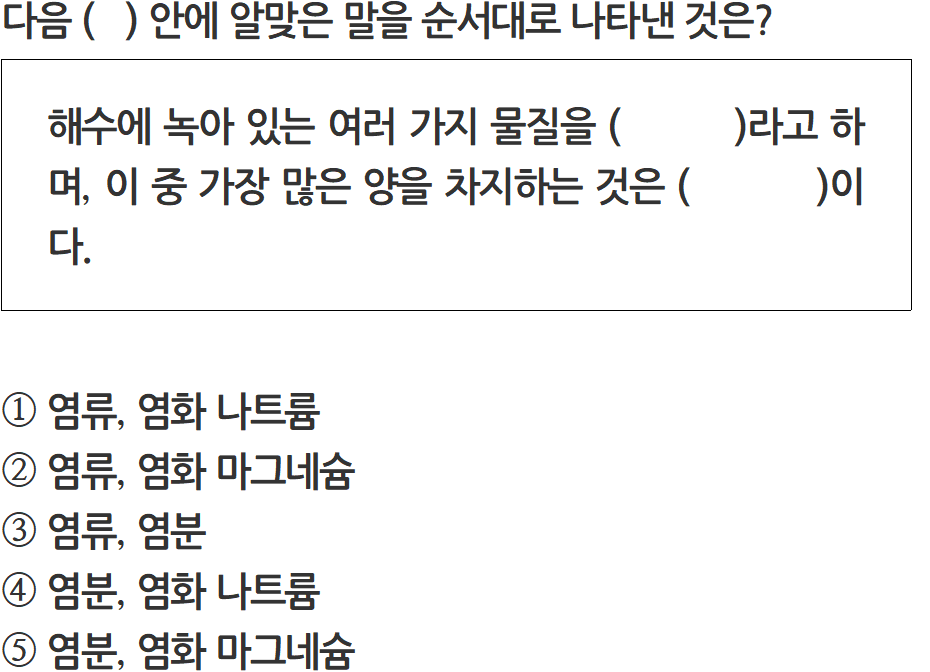 다음 (   ) 안에 알맞은 말을 순서대로 나타낸 것은?
해수에 녹아 있는 여러 가지 물질을 (          )라고 하
며, 이 중 가장 많은 양을 차지하는 것은 (          )이
다.
① 염류, 염화 나트륨
② 염류, 염화 마그네슘
③ 염류, 염분
④ 염분, 염화 나트륨
⑤ 염분, 염화 마그네슘